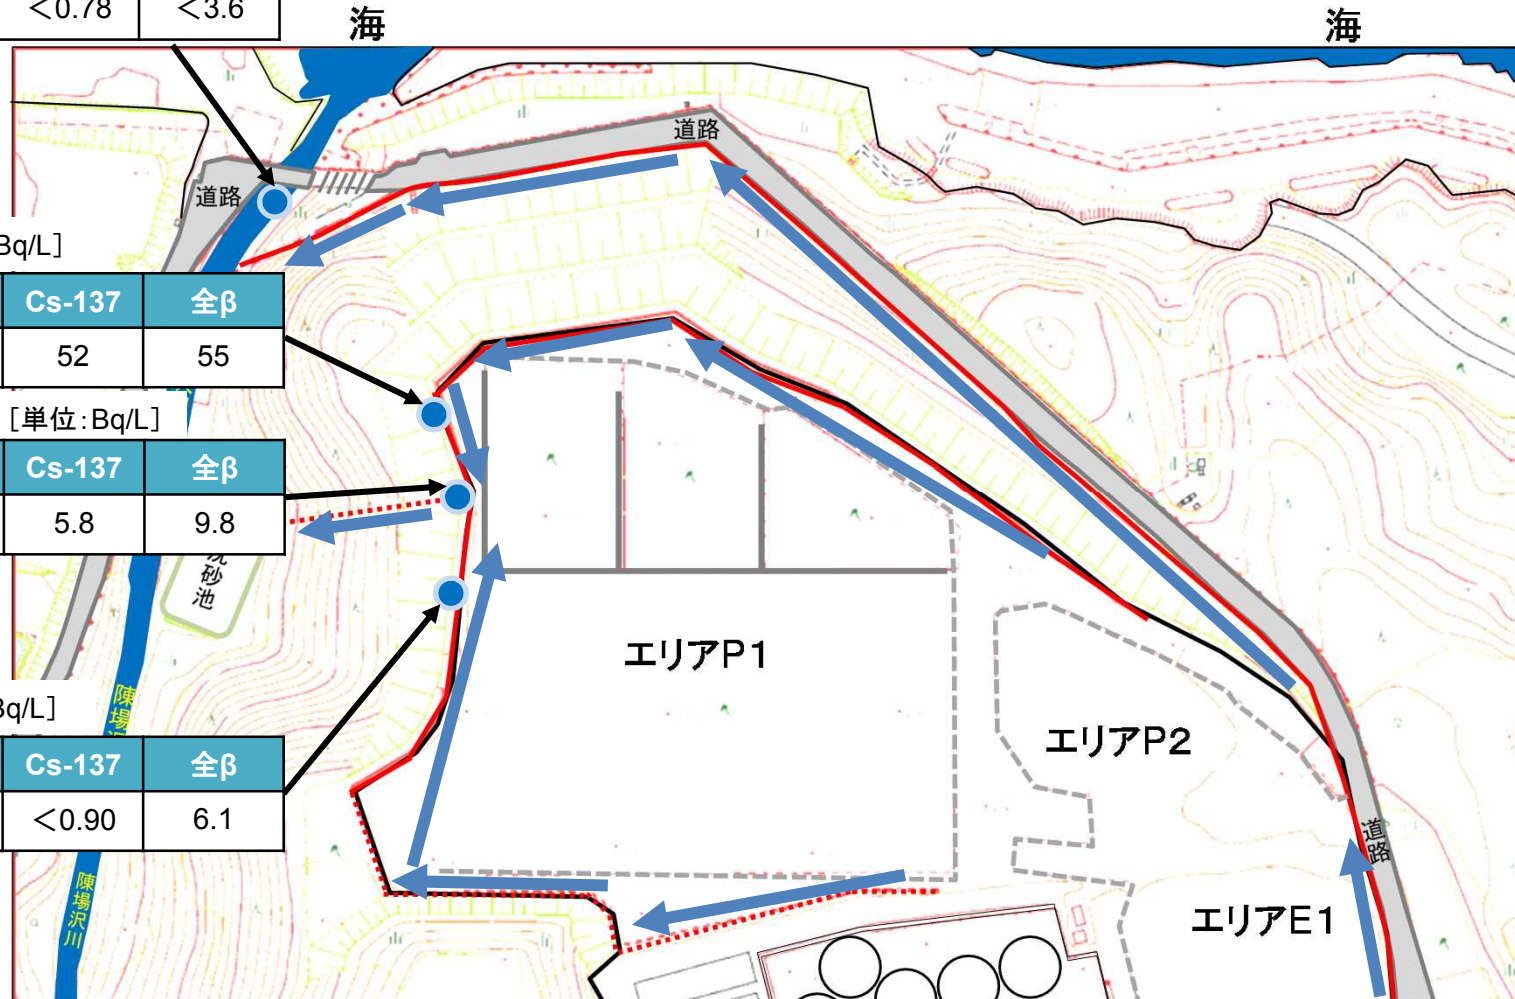 ＜0.78 ＜3.6
海 海
道路
道路
Bq/L］
Cs-137 全β
52 55
［単位：Bq/L］
Cs-137 全β
5.8 9.8
砂池
エリアP1
エリアP2
Bq/L］
陳場
Cs-137 全β
＜0.90 6.1
道路
陳場沢川
エリアE1